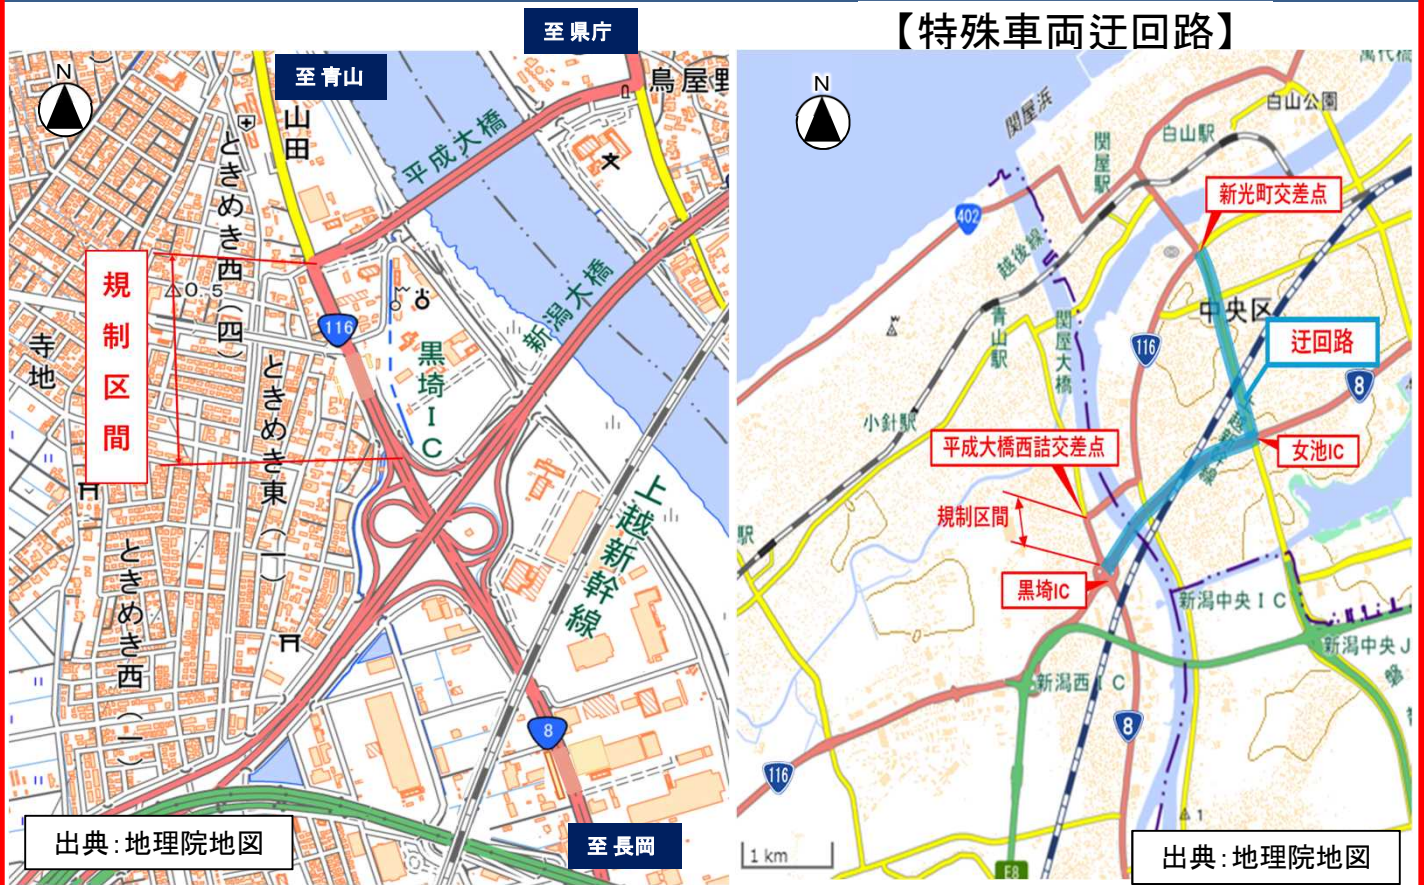 至 県庁
【特殊車両迂回路】
至 青山
N
山田
鳥屋野
平成大橋
ときめき西(四)
規制区間
0.5
116
新潟大橋
寺地
黒埼IC
ときめき東(一)
上越新幹線
ときめき西(一)
8
至 長岡
出典:地理院地図
N
萬代橋
白山公園
関屋浜
白山駅
関屋駅
新光町交差点
402
越後線
中央区
青山駅
関屋大橋
116
迂回路
8
小針駅
平成大橋西詰交差点
女池IC
規制区間
駅
黒埼IC
新潟中央IC
新潟中央J
新潟西IC
8
116
1
1 km
E8
出典:地理院地図